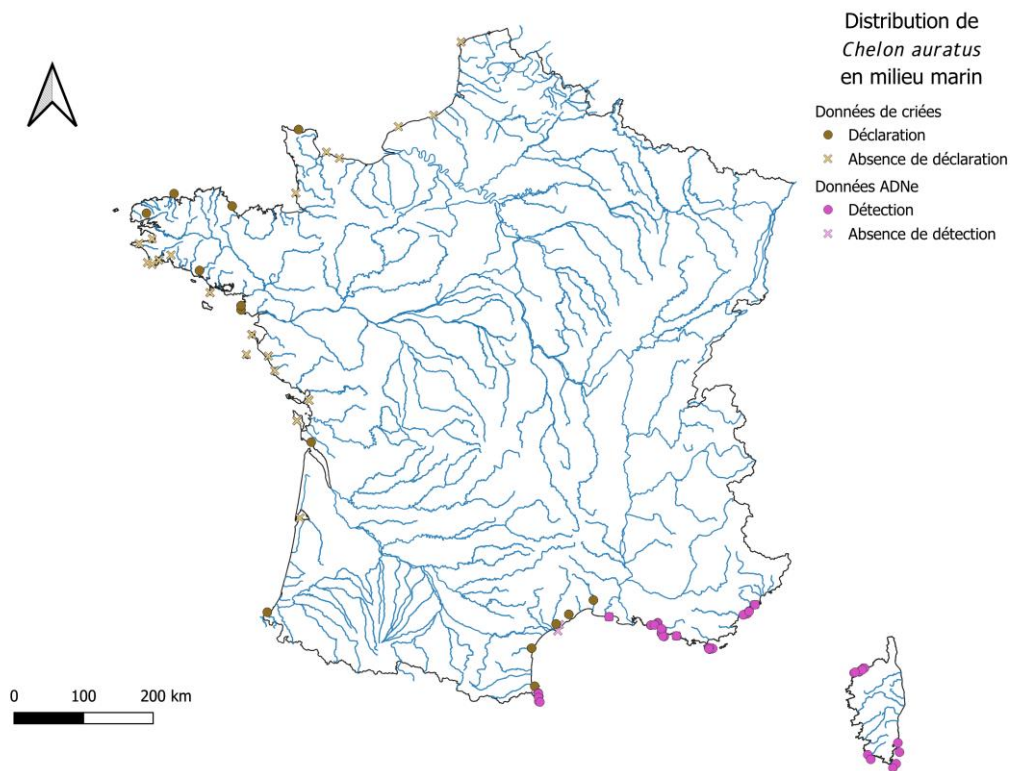 Distribution de
Chelon auratus
en milieu marin
Données de criées
Déclaration
Absence de déclaration
Données ADNe
Détection
Absence de détection
0 100 200 km